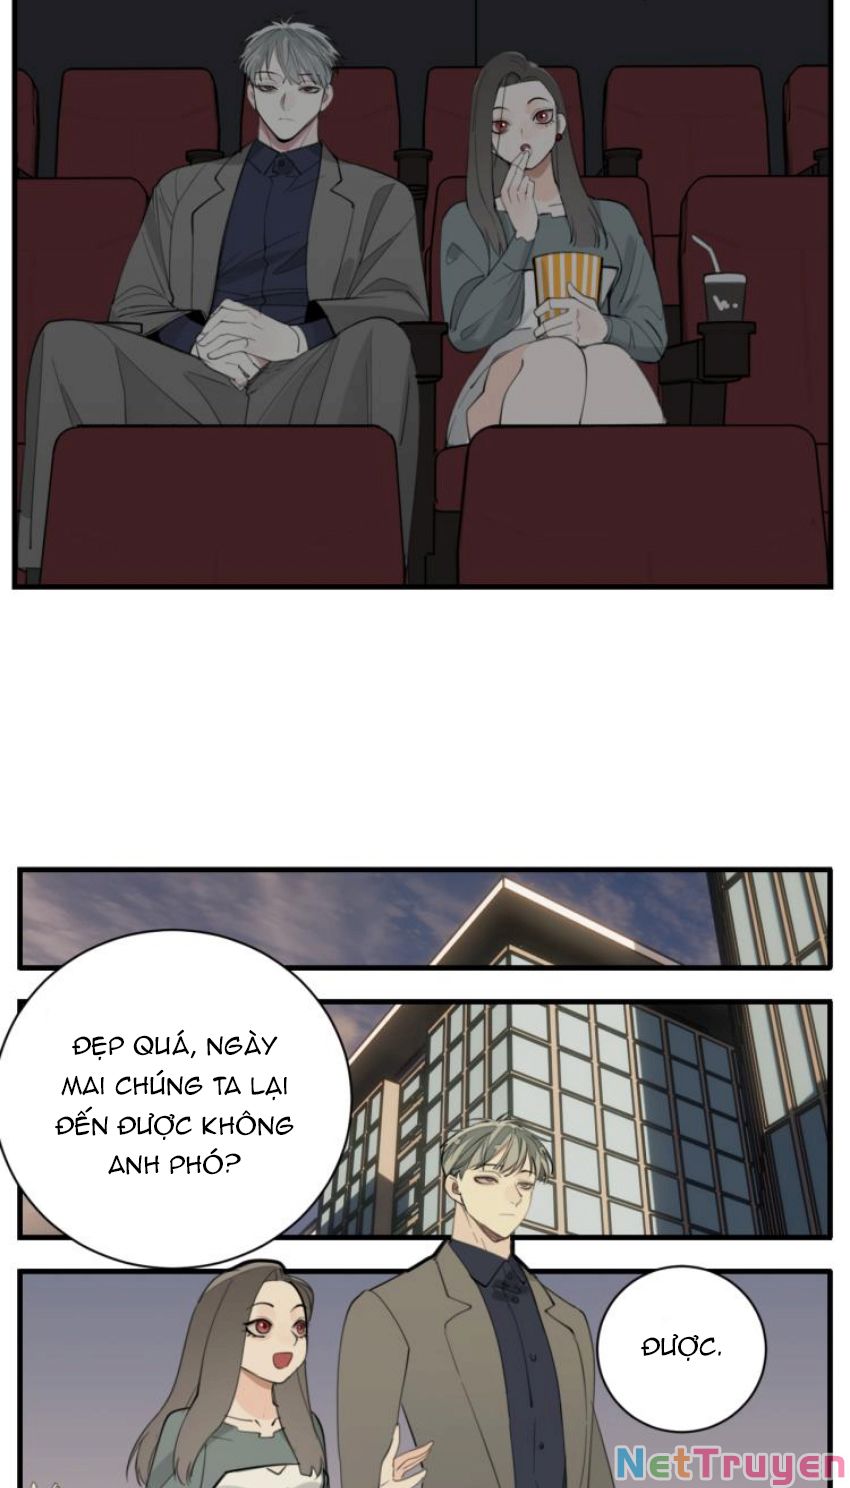 ĐẸP QUÁ, NGÀY
MAI CHÚNG TA LẠI
ĐẾN ĐƯỢC KHÔNG
ANH PHÓ?
ĐƯỢC.
NetTruyen